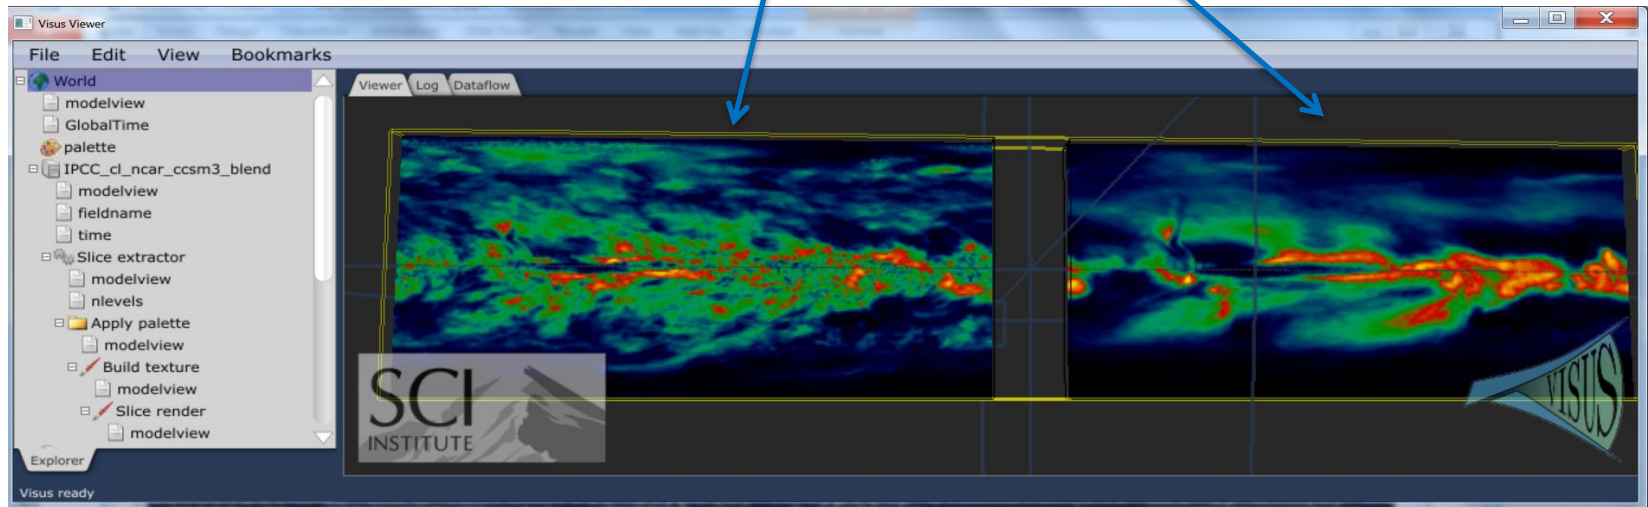 Visus Viewer
File Edit View Bookmarks
World
modelview
GlobalTime
palette
IPCC_cl_ncar_ccsm3_blend
modelview
fieldname
time
Slice extractor
modelview
nlevels
Apply palette
modelview
Build texture
modelview
Slice render
modelview
Explorer
Visus ready
Viewer Log Dataflow
SCI
INSTITUTE
VISUS